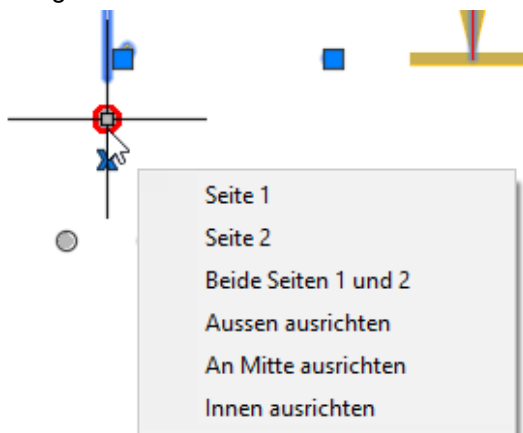 Seite 1
Seite 2
Beide Seiten 1 und 2
Aussen ausrichten
An Mitte ausrichten
Innen ausrichten